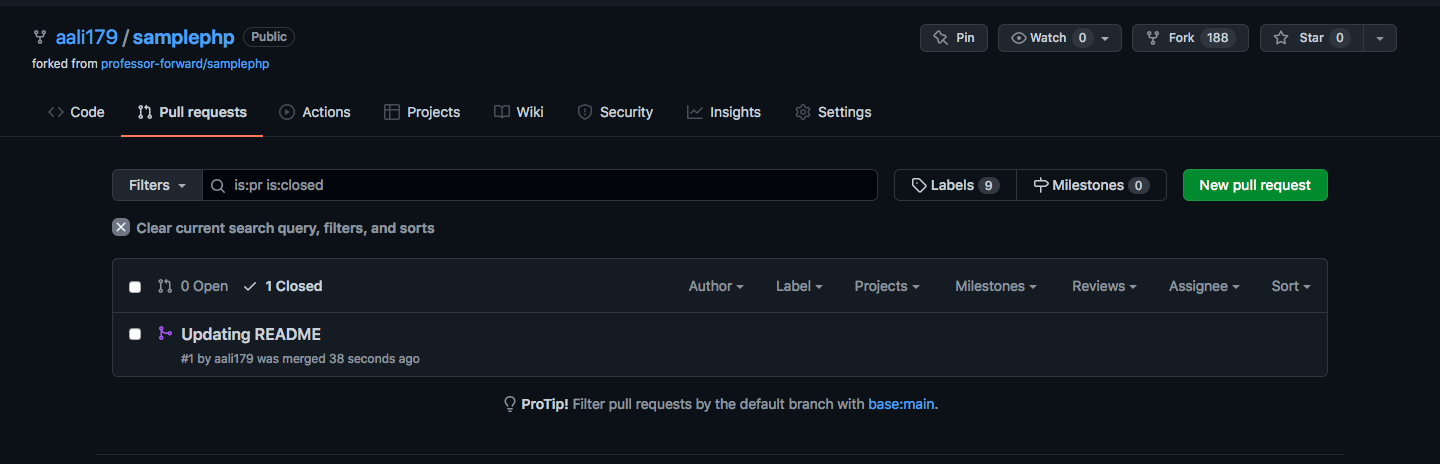 aali179 / samplephp Public Pin Watch 0 Fork 188 Star 0
forked from professor-forward/samplephp
Code Pull requests Actions Projects Wiki Security Insights Settings
Filters is:pr is:closed Labels 9 Milestones 0 New pull request
Clear current search query, filters, and sorts
0 Open 1 Closed Author Label Projects Milestones Reviews Assignee Sort
Updating README
#1 by aali179 was merged 38 seconds ago
ProTip! Filter pull requests by the default branch with base:main.